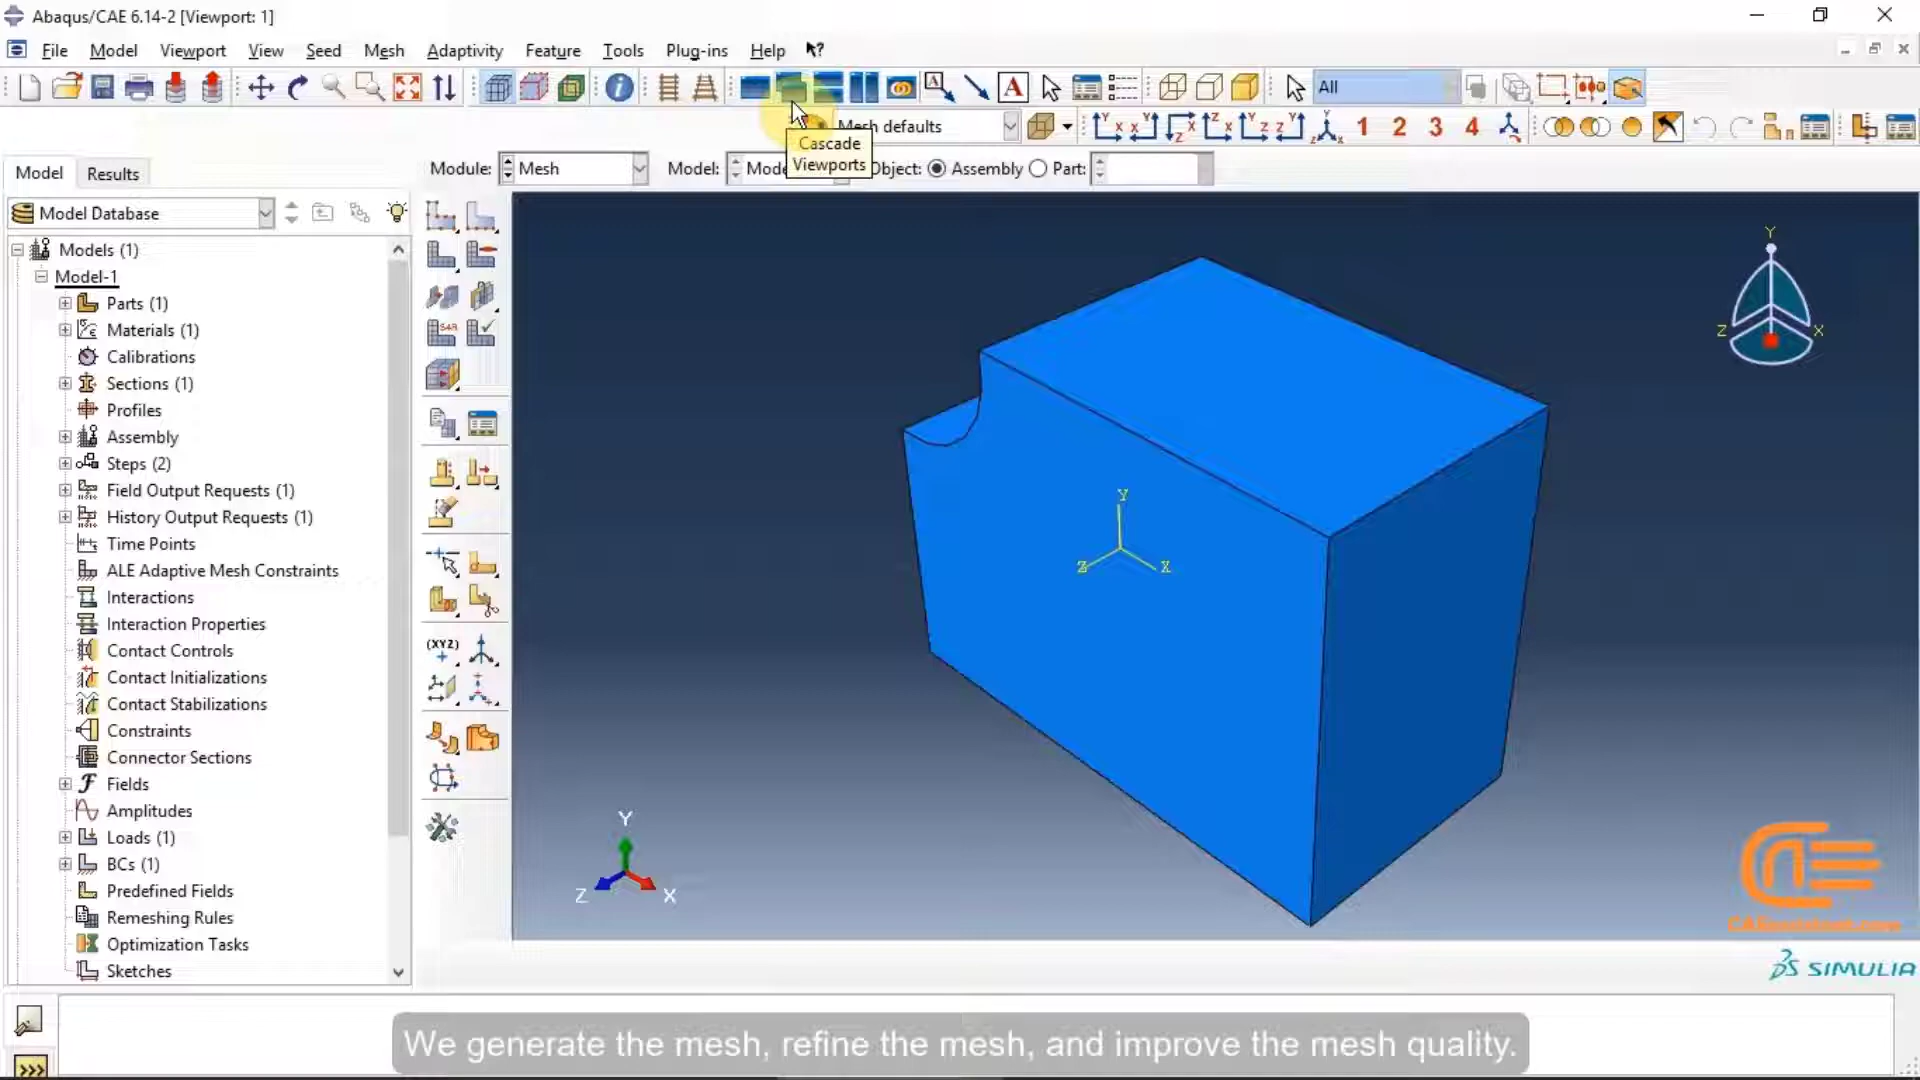 Abaqus/CAE 6.14-2 [Viewport: 1]
File Model Viewport View Seed Mesh Adaptivity Feature Tools Plug-ins Help
All
Mesh defaults
1 2 3 4
Cascade
Viewports
Model Results
Module: Mesh Model: Object: Assembly Part:
Model Database
Models (1)
Model-1
Parts (1)
Materials (1)
Calibrations
Sections (1)
Profiles
Assembly
Steps (2)
Field Output Requests (1)
History Output Requests (1)
Time Points
ALE Adaptive Mesh Constraints
Interactions
Interaction Properties
Contact Controls
Contact Initializations
Contact Stabilizations
Constraints
Connector Sections
Fields
Amplitudes
Loads (1)
BCs (1)
Predefined Fields
Remeshing Rules
Optimization Tasks
Sketches
(XYZ)
Y
Z X
Y
Z X
Y
Z X
SIMULIA
>>>
We generate the mesh, refine the mesh, and improve the mesh quality.